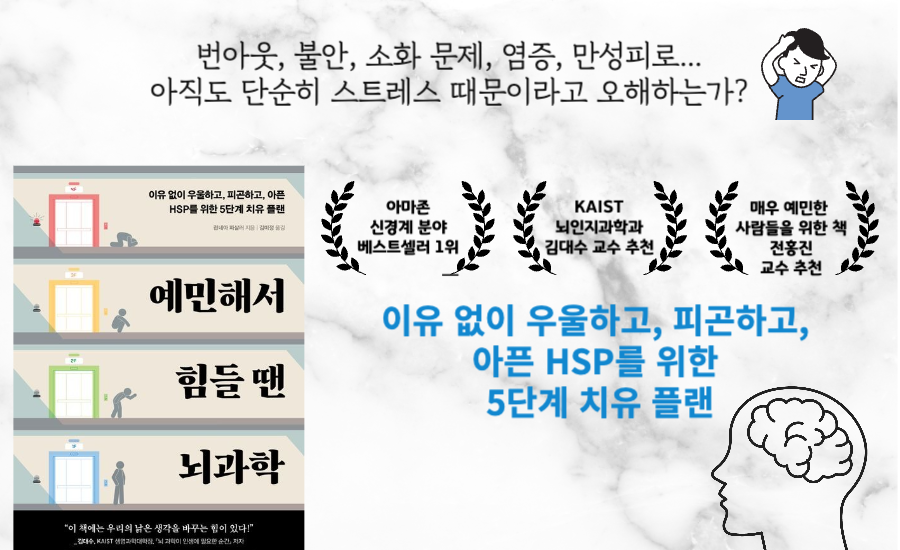 번아웃, 불안, 소화 문제, 염증, 만성피로...
아직도 단순히 스트레스 때문이라고 오해하는가?
이유 없이 우울하고, 피곤하고, 아픈
HSP를 위한 5단계 치유 플랜
예민해서
힘들 땐
뇌과학
“이 책에는 우리의 낡은 생각을 바꾸는 힘이 있다!”
_김대수, KAIST 생명과학대학장, 『뇌 과학이 인생에 필요한 순간』 저자
아마존
신경계 분야
베스트셀러 1위
KAIST
뇌인지과학과
김대수 교수 추천
매우 예민한
사람들을 위한 책
전홍진
교수 추천
이유 없이 우울하고, 피곤하고,
아픈 HSP를 위한
5단계 치유 플랜